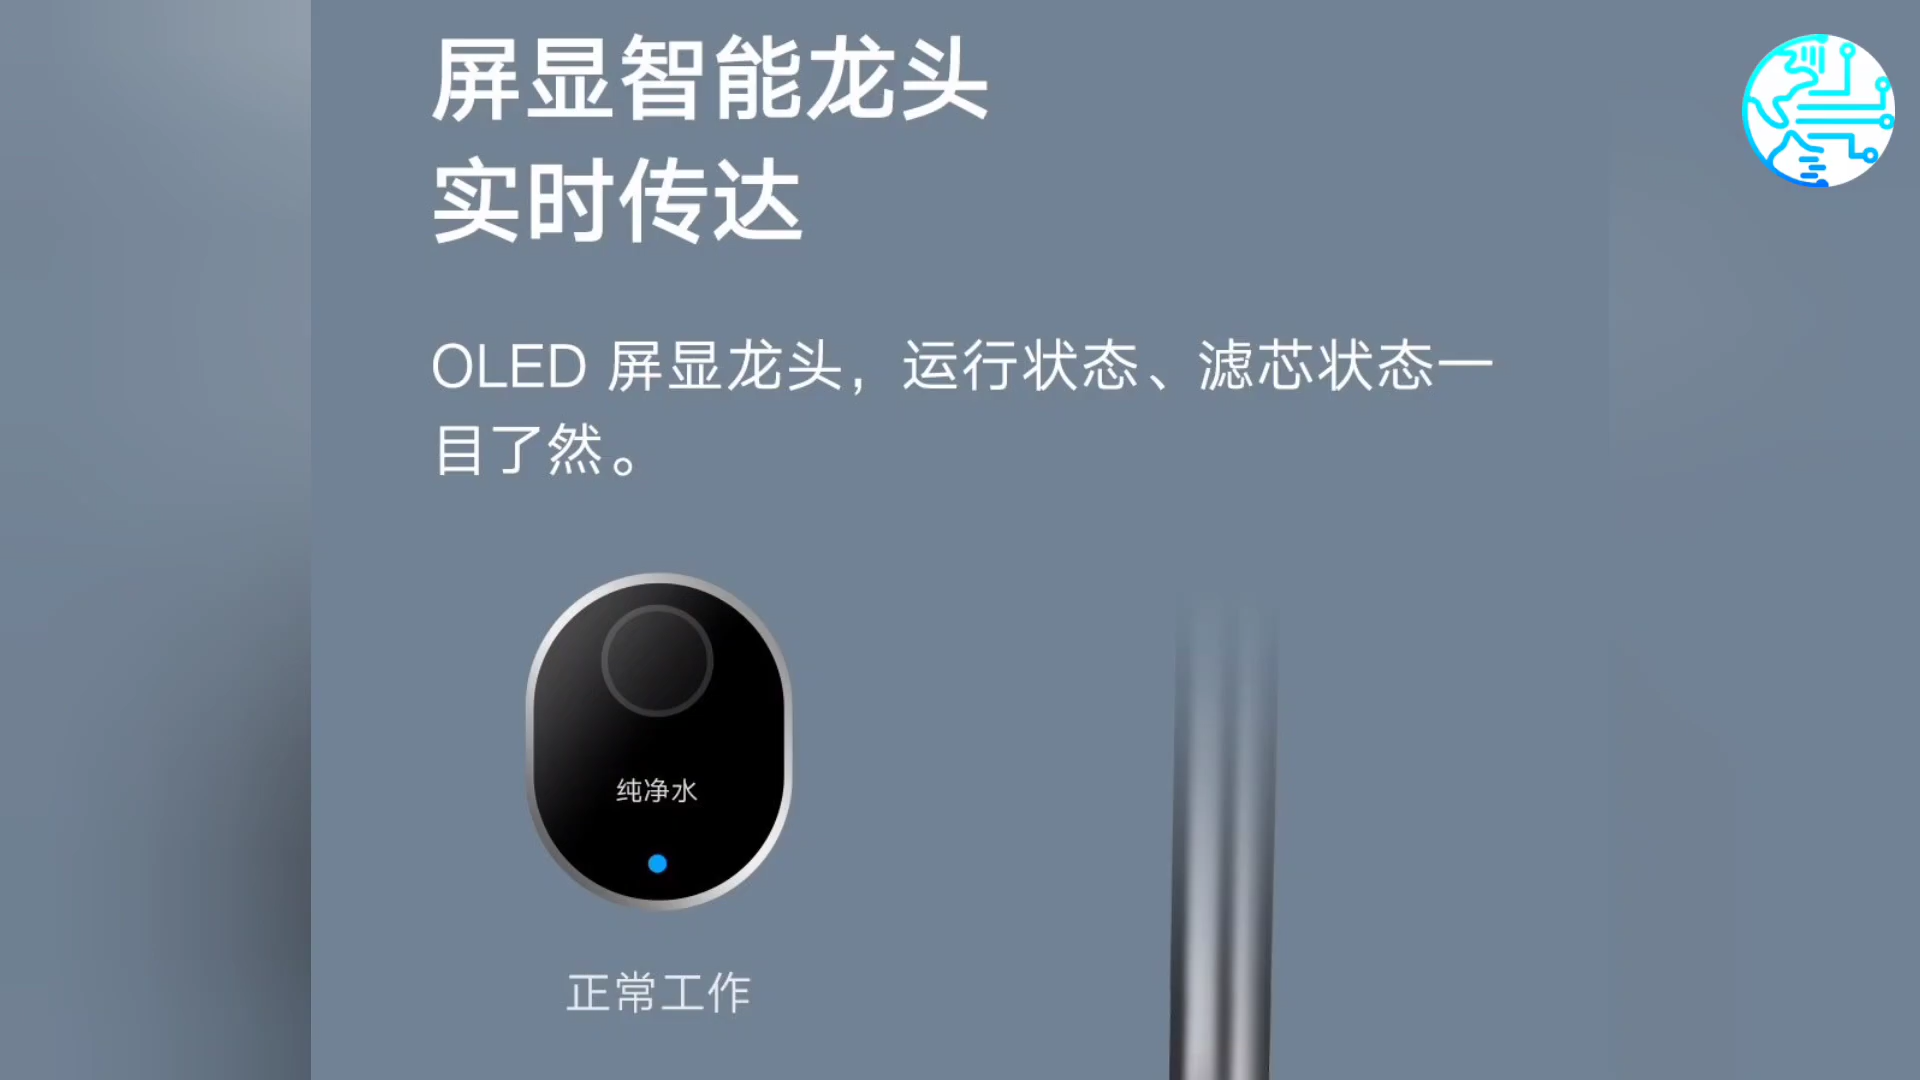 屏显智能龙头
实时传达
OLED 屏显龙头，运行状态、滤芯状态一
目了然。
纯净水
正常工作